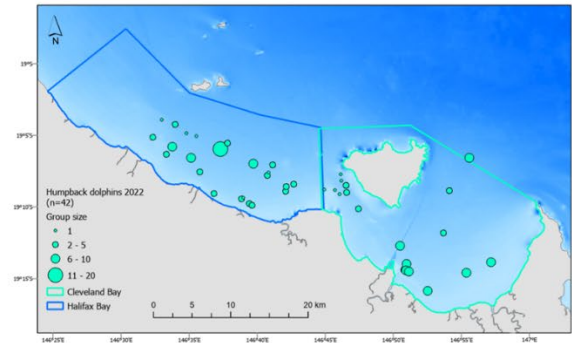 N
19°S
19°5'S
19°10'S
19°15'S
Humpback dolphins 2022
(n=42)
Group size
1
2 - 5
6 - 10
11 - 20
Cleveland Bay
Halifax Bay
0 5 10 20 km
146°25'E 146°30'E 146°35'E 146°40'E 146°45'E 146°50'E 146°55'E 147°E